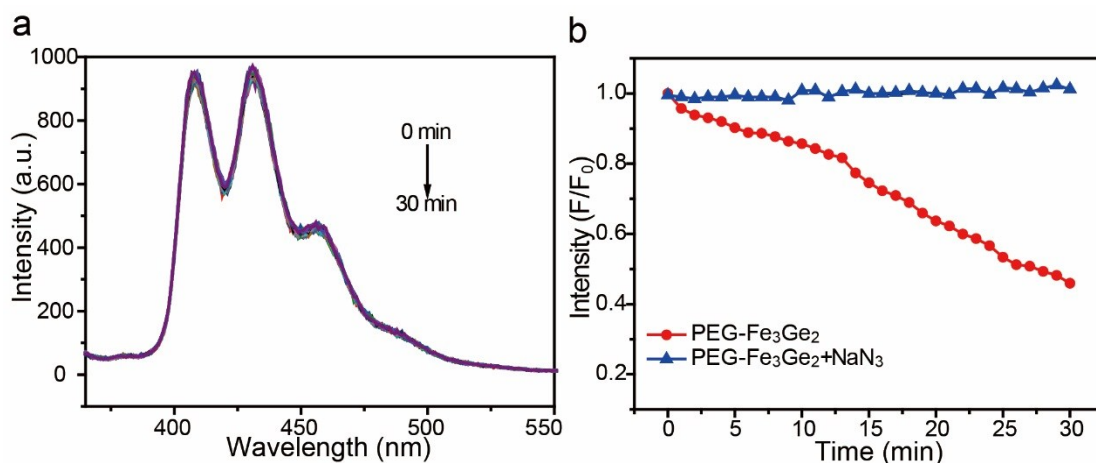 a
1000
800
600
400
200
0
Intensity (a.u.)
0 min
30 min
400
450
500
550
Wavelength (nm)
b
1.0
0.8
0.6
0.4
0.2
Intensity (F/F₀)
PEG-Fe₃Ge₂
PEG-Fe₃Ge₂+NaN₃
0
5
10
15
20
25
30
Time (min)